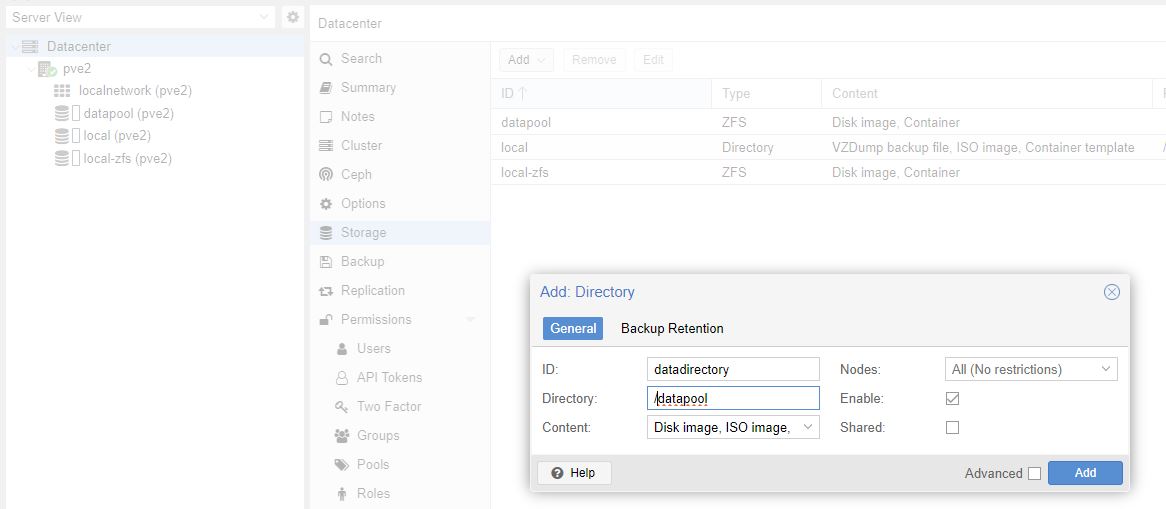 Server View
Datacenter
pve2
localnetwork (pve2)
datapool (pve2)
local (pve2)
local-zfs (pve2)
Datacenter
Search
Summary
Notes
Cluster
Ceph
Options
Storage
Backup
Replication
Permissions
Users
API Tokens
Two Factor
Groups
Pools
Roles
Add Remove Edit
ID Type Content
datapool ZFS Disk image, Container
local Directory VZDump backup file, ISO image, Container template /
local-zfs ZFS Disk image, Container
Add: Directory
General Backup Retention
ID: datadirectory Nodes: All (No restrictions)
Directory: /datapool Enable:
Content: Disk image, ISO image, Shared:
Help Advanced Add